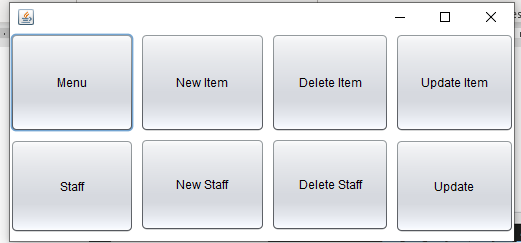 Menu
New Item
Delete Item
Update Item
Staff
New Staff
Delete Staff
Update